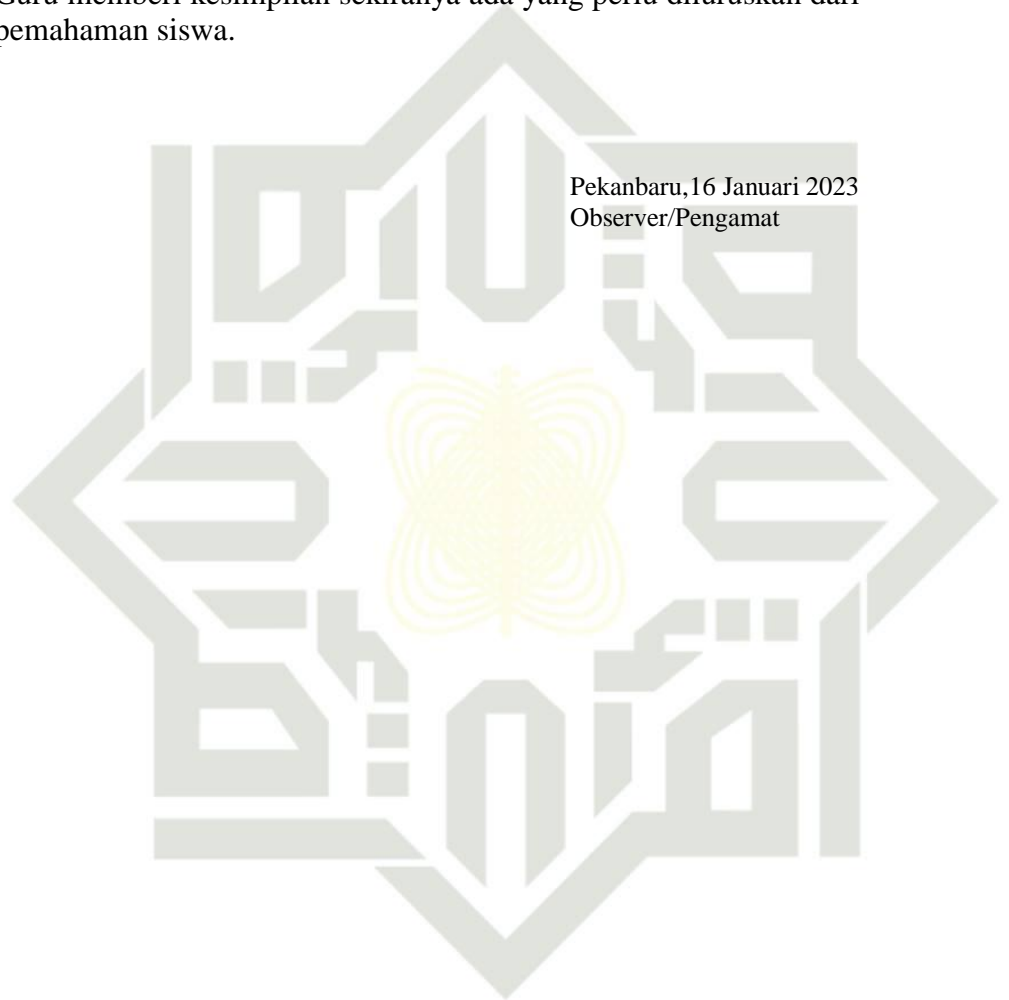 Guru memberi kesimpulan sekiranya ada yang perlu diluruskan dari
pemahaman siswa.
Pekanbaru,16 Januari 2023
Observer/Pengamat